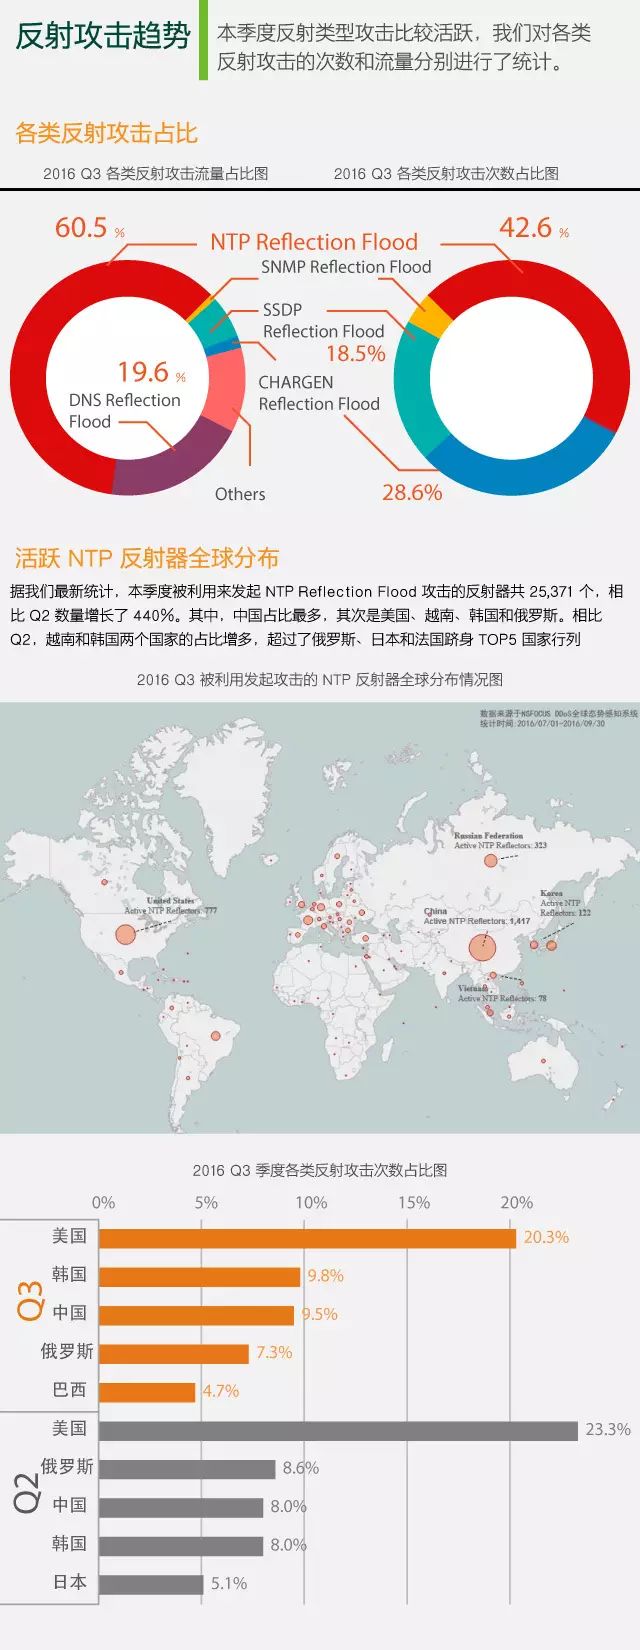 反射攻击趋势
本季度反射类型攻击比较活跃，我们对各类
反射攻击的次数和流量分别进行了统计。
各类反射攻击占比
2016 Q3 各类反射攻击流量占比图
2016 Q3 各类反射攻击次数占比图
60.5 %
42.6 %
NTP Reflection Flood
SNMP Reflection Flood
SSDP
Reflection Flood
18.5%
19.6 %
DNS Reflection
Flood
CHARGEN
Reflection Flood
Others
28.6%
活跃 NTP 反射器全球分布
据我们最新统计，本季度被利用来发起 NTP Reflection Flood 攻击的反射器共 25,371 个，相
比 Q2 数量增长了 440%。其中，中国占比最多，其次是美国、越南、韩国和俄罗斯。相比
Q2，越南和韩国两个国家的占比增多，超过了俄罗斯、日本和法国跻身 TOP5 国家行列
2016 Q3 被利用发起攻击的 NTP 反射器全球分布情况图
数据来源于NSFOCUS DDoS全球态势感知系统
统计时间:2016/07/01-2016/09/30
Russian Federation
Active NTP Reflectors: 323
United States
Active NTP Reflectors: 777
Korea
Active NTP
Reflectors: 122
China
Active NTP Reflectors: 1,417
Vietnam
Active NTP Reflectors: 78
2016 Q3 季度各类反射攻击次数占比图
0% 5% 10% 15% 20%
Q3
美国 20.3%
韩国 9.8%
中国 9.5%
俄罗斯 7.3%
巴西 4.7%
Q2
美国 23.3%
俄罗斯 8.6%
中国 8.0%
韩国 8.0%
日本 5.1%